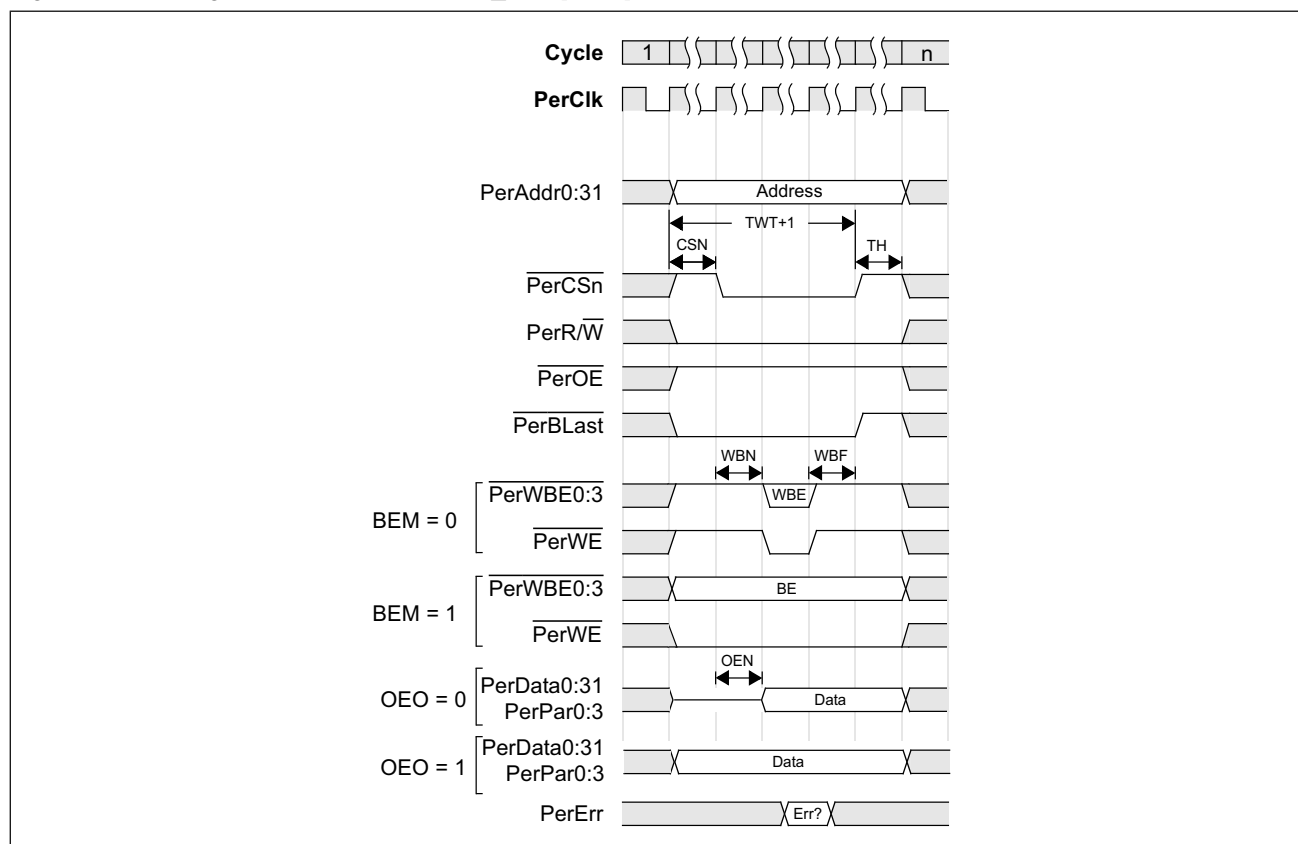 Cycle 1 n
PerClk
PerAddr0:31 Address
TWT+1
CSN TH
PerCSn
PerR/W
PerOE
PerBLast
WBN WBF
PerWBE0:3 WBE
BEM = 0
PerWE
PerWBE0:3 BE
BEM = 1
PerWE
OEN
PerData0:31
OEO = 0 Data
PerPar0:3
PerData0:31
OEO = 1 Data
PerPar0:3
PerErr Err?